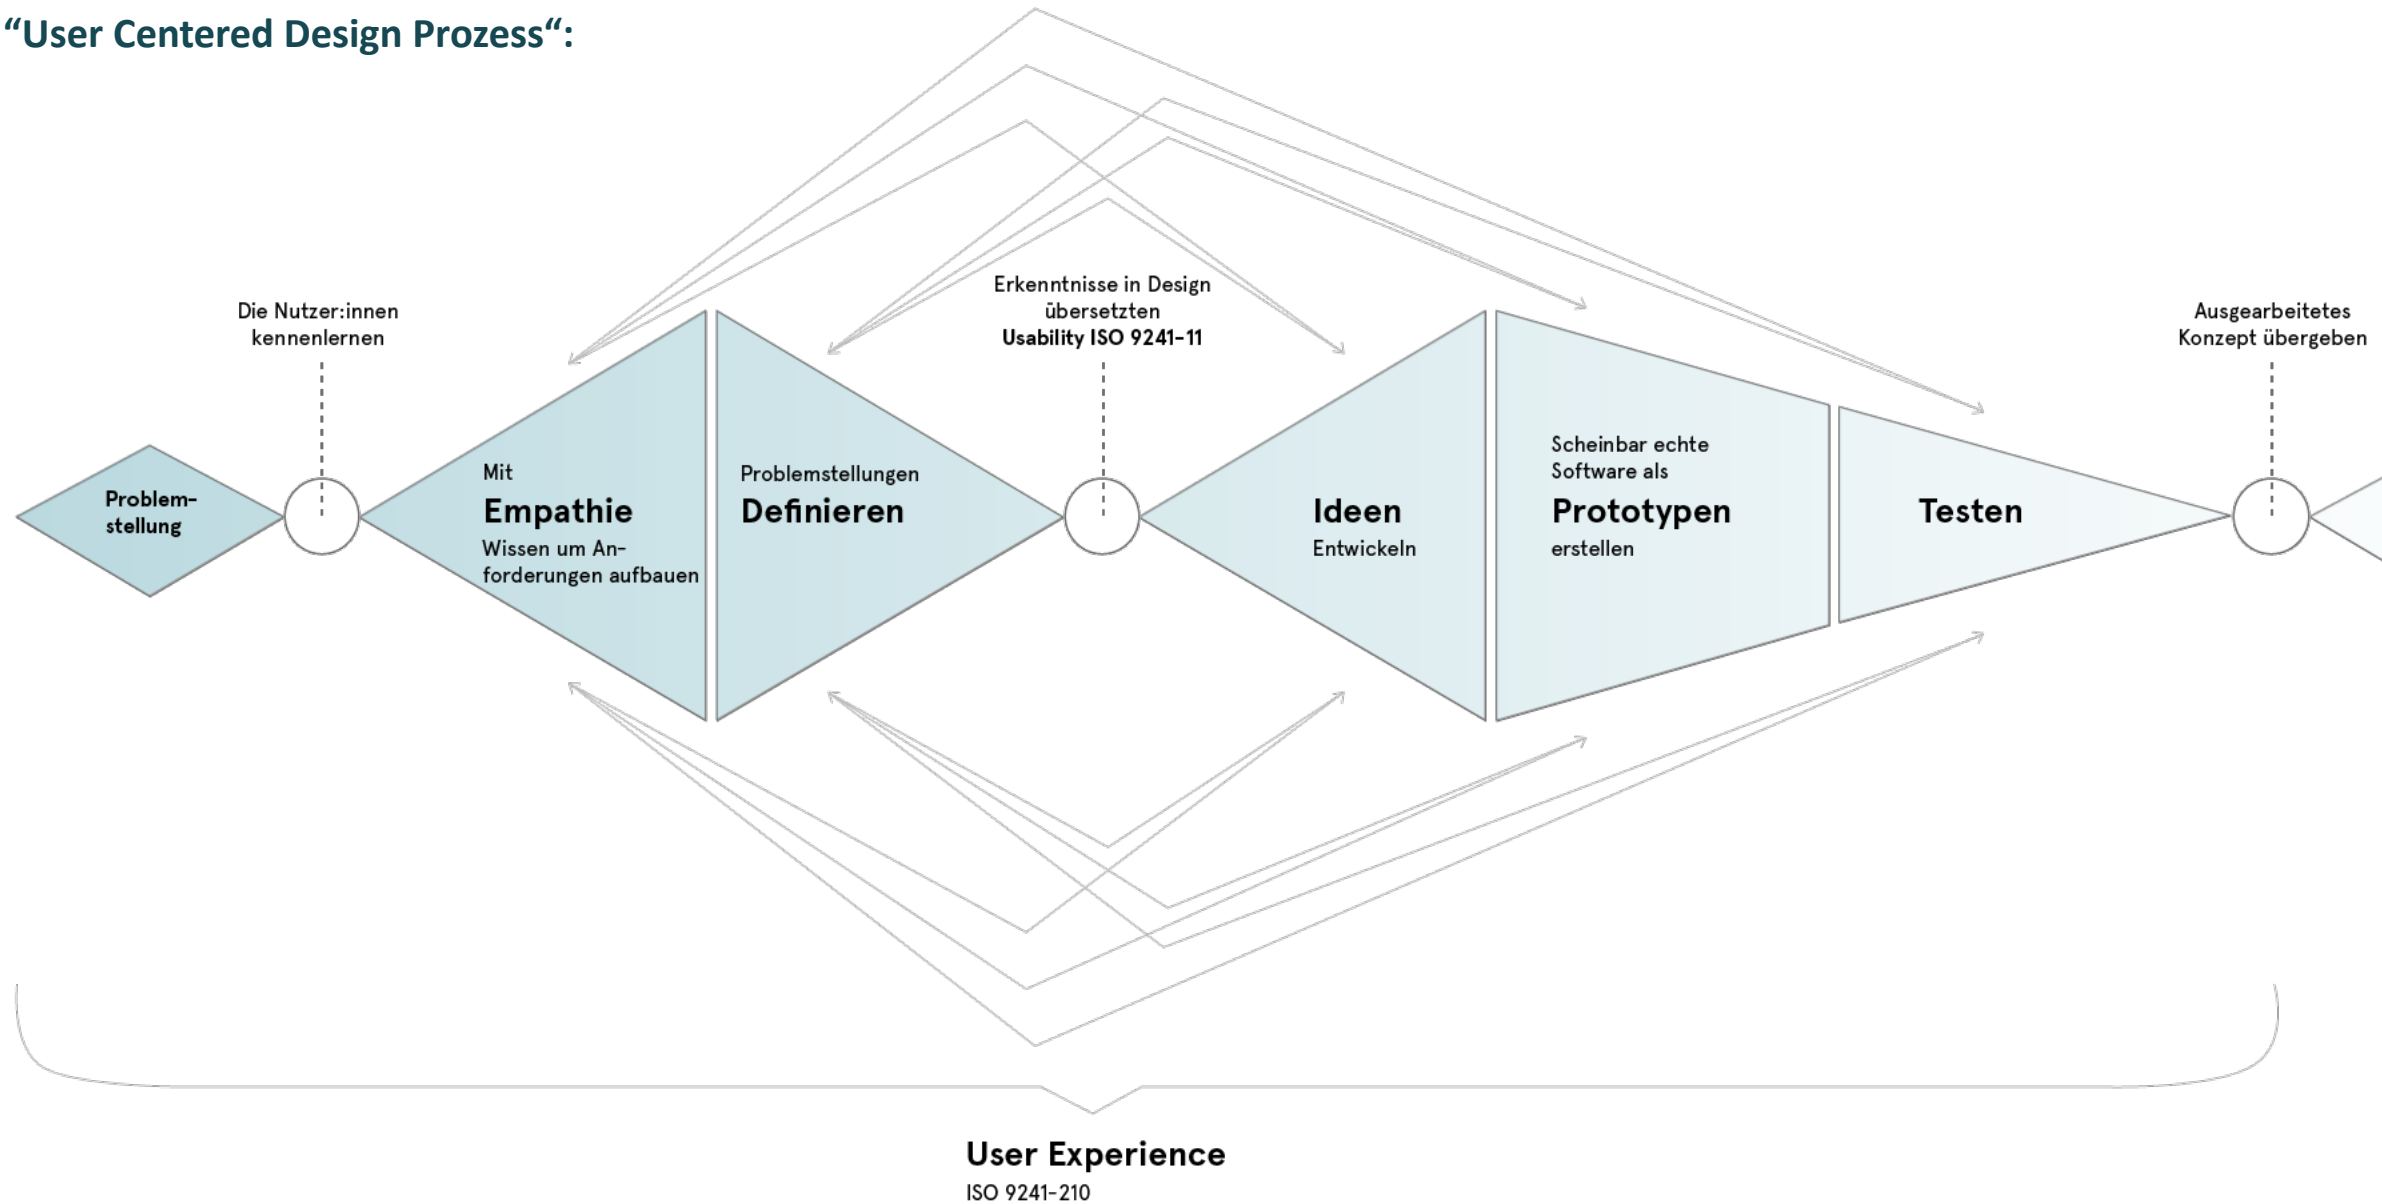 “User Centered Design Prozess“:
Die Nutzer:innen
kennenlernen
Erkenntnisse in Design
übersetzten
Usability ISO 9241-11
Ausgearbeitetes
Konzept übergeben
Problem-
stellung
Mit
Empathie
Wissen um An-
forderungen aufbauen
Problemstellungen
Definieren
Ideen
Entwickeln
Scheinbar echte
Software als
Prototypen
erstellen
Testen
User Experience
ISO 9241-210